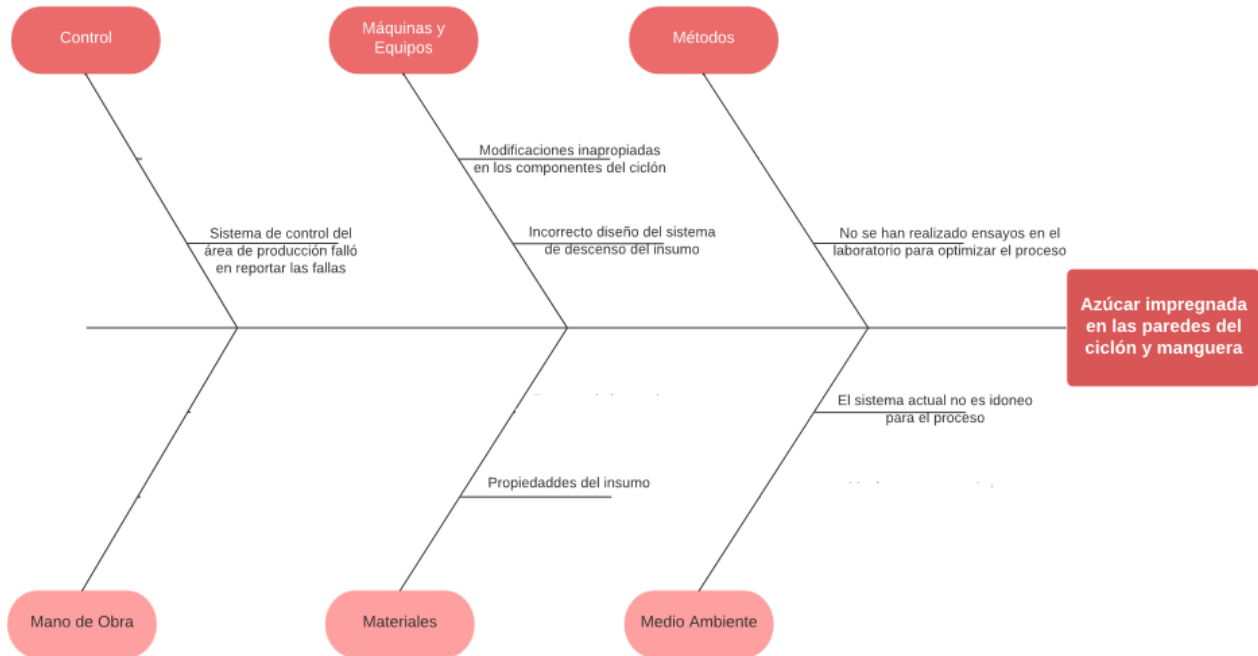 Control
Máquinas y
Equipos
Métodos
Modificaciones inapropiadas
en los componentes del ciclón
Sistema de control del
área de producción falló
en reportar las fallas
Incorrecto diseño del sistema
de descenso del insumo
No se han realizado ensayos en el
laboratorio para optimizar el proceso
Azúcar impregnada
en las paredes del
ciclón y manguera
El sistema actual no es idoneo
para el proceso
Propiedaddes del insumo
Mano de Obra
Materiales
Medio Ambiente